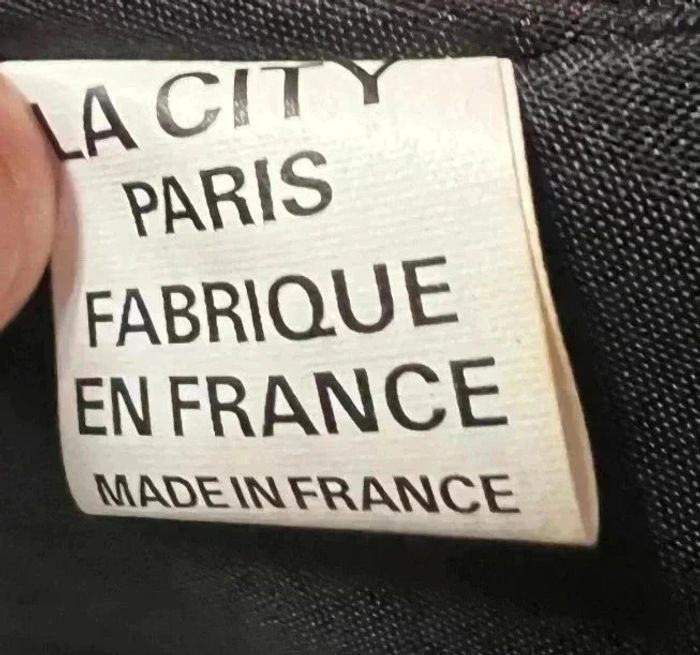 LA CITY
PARIS
FABRIQUE
EN FRANCE
MADE IN FRANCE